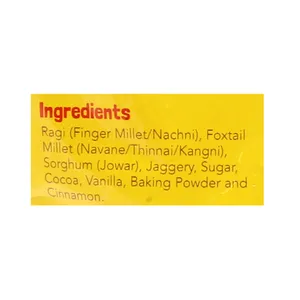 Ingredients
Ragi (Finger Millet/Nachni), Foxtail
Millet (Navane/Thinnai/Kangni),
Sorghum (Jowar), Jaggery, Sugar,
Cocoa, Vanilla, Baking Powder and
Cinnamon.